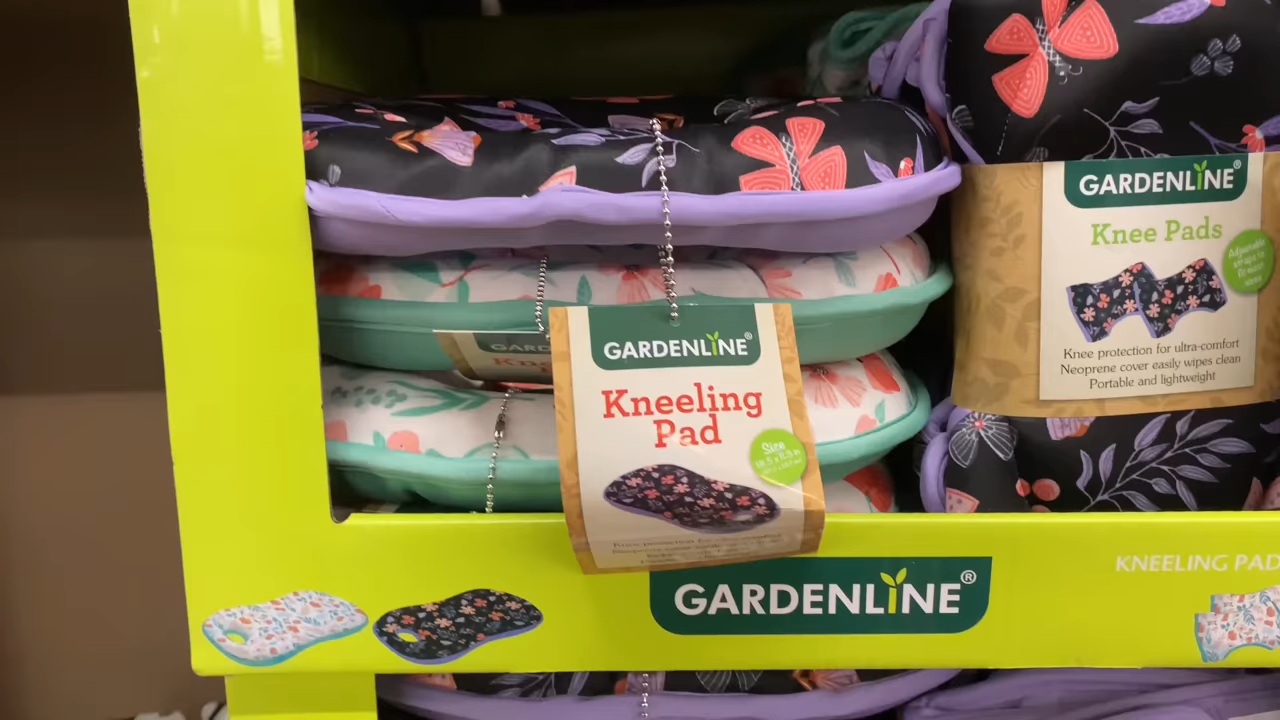 GARDENLINE®
Knee Pads
Knee protection for ultra-comfort
Neoprene cover easily wipes clean
Portable and lightweight
GARDENLINE®
Kneeling
Pad
Size
GARDENLINE®
KNEELING PAD